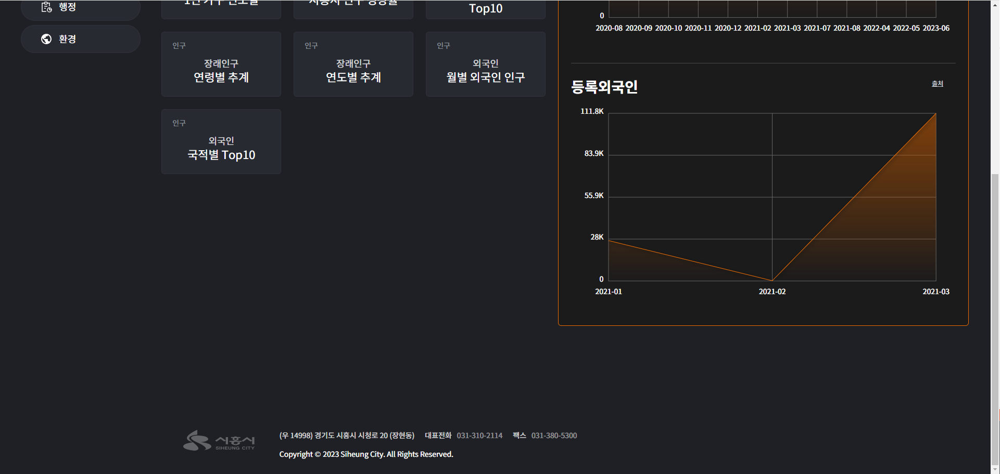 행정
환경
Top10
인구
장래인구
연령별 추계
인구
장래인구
연도별 추계
인구
외국인
월별 외국인 인구
인구
외국인
국적별 Top10
0
2020-08 2020-09 2020-10 2020-11 2020-12 2021-02 2021-03 2021-07 2021-08 2022-04 2022-05 2023-06
등록외국인
출처
111.8K
83.9K
55.9K
28K
0
2021-01 2021-02 2021-03
시흥시
SIHEUNG CITY
(우 14998) 경기도 시흥시 시청로 20 (장현동) 대표전화 031-310-2114 팩스 031-380-5300
Copyright © 2023 Siheung City. All Rights Reserved.